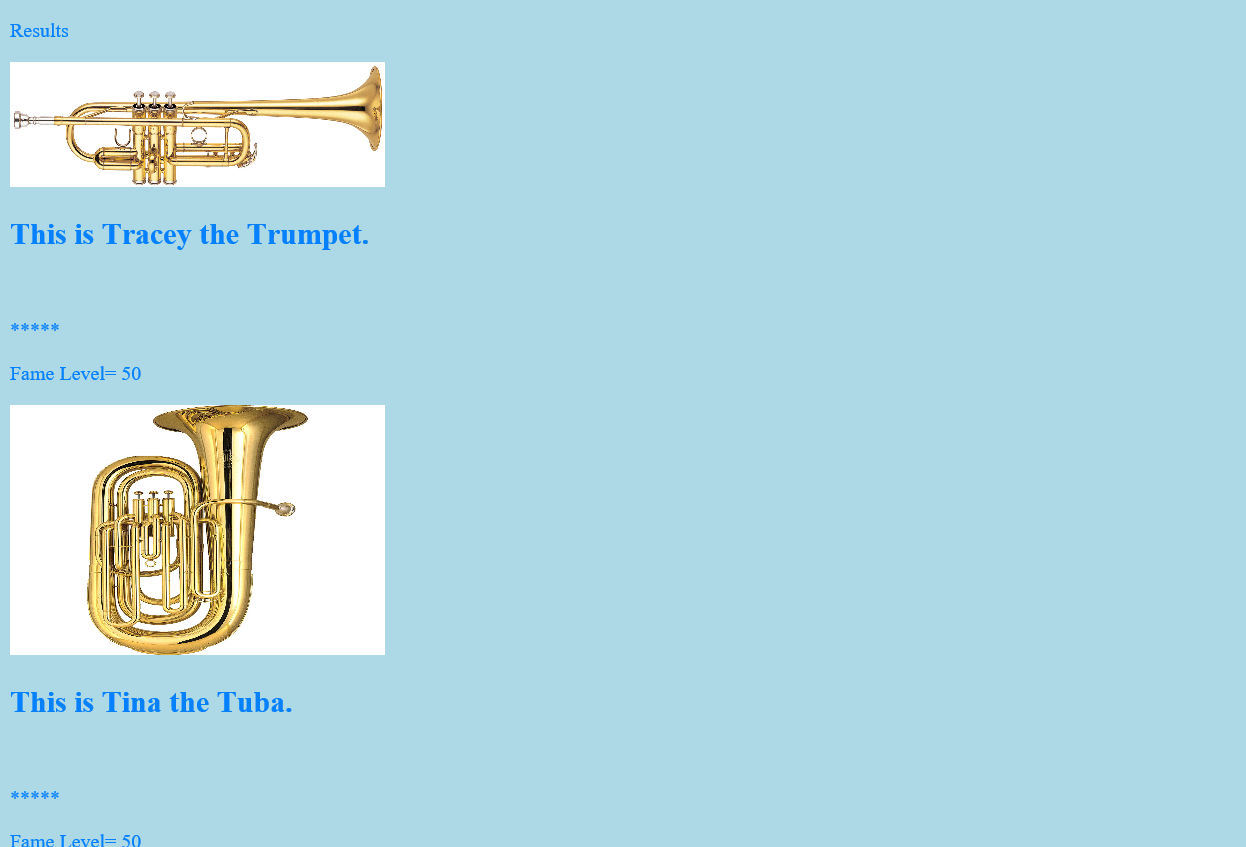 Results
This is Tracey the Trumpet.
*****
Fame Level= 50
This is Tina the Tuba.
*****
Fame Level= 50